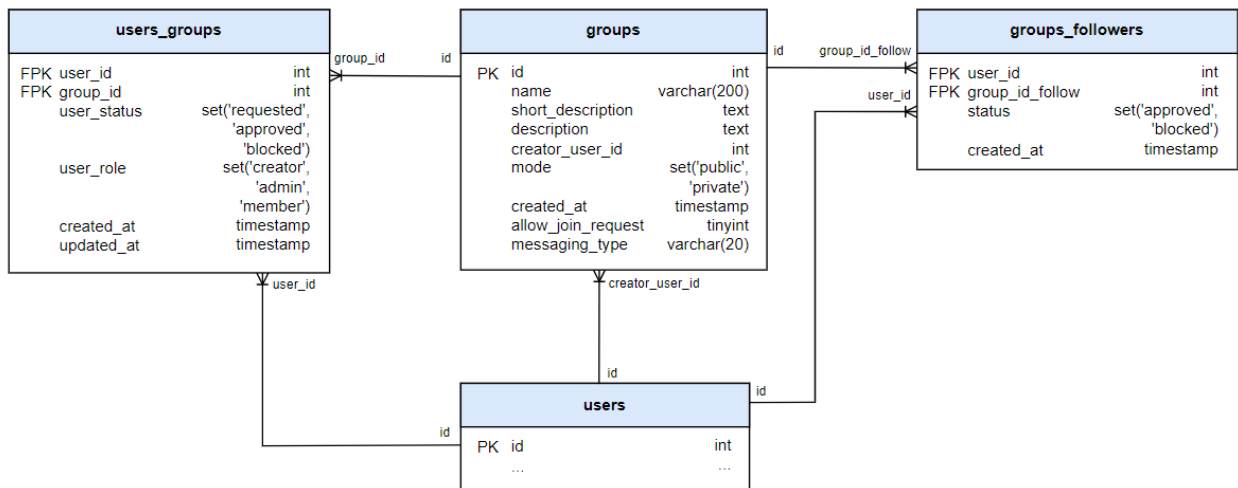 users_groups
FPK user_id int
FPK group_id int
user_status set('requested',
'approved',
'blocked')
user_role set('creator',
'admin',
'member')
created_at timestamp
updated_at timestamp
group_id
id
groups
PK id int
name varchar(200)
short_description text
description text
creator_user_id int
mode set('public',
'private')
created_at timestamp
allow_join_request tinyint
messaging_type varchar(20)
id
group_id_follow
user_id
groups_followers
FPK user_id int
FPK group_id_follow int
status set('approved',
'blocked')
created_at timestamp
user_id
creator_user_id
id
id
id
users
PK id int
... ...